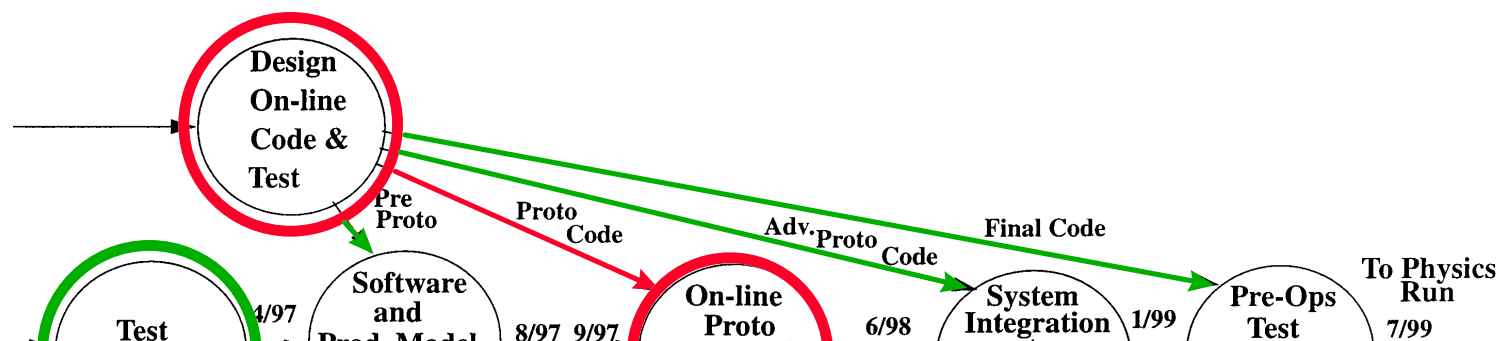 Design
On-line
Code &
Test
Pre
Proto
Proto
Code
Adv. Proto
Code
Final Code
To Physics
Run
Test
4/97
Software
and
Prod. Model
8/97
9/97
On-line
Proto
6/98
System
Integration
1/99
Pre-Ops
Test
7/99